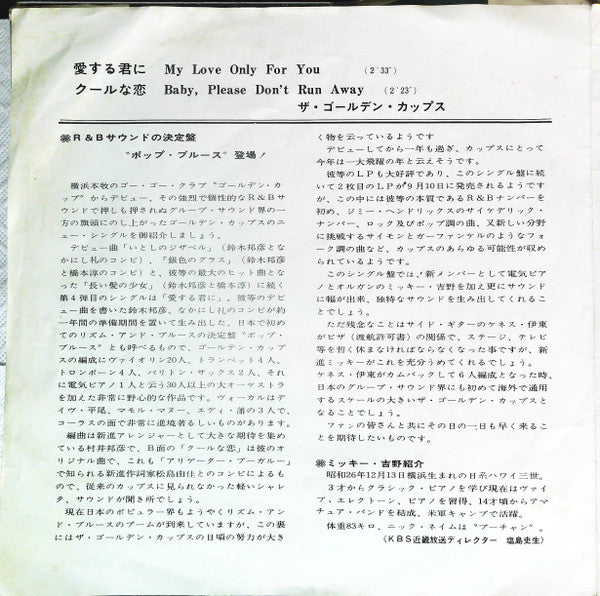 愛する君に My Love Only For You (2'33")
クールな恋 Baby, Please Don't Run Away (2'23")
ザ・ゴールデン・カップス
R&Bサウンドの決定盤
"ポップ・ブルース"登場!
横浜本牧のゴー・ゴー・クラブ"ゴールデン・カ
ップ"からデビュー、その強烈で個性的なR&Bサ
ウンドで押しも押されぬグループ・サウンド界の一
方の旗頭にのし上がったゴールデン・カップスのニ
ュー・シングルを御紹介しましょう。
デビュー曲「いとしのジザベル」(鈴木邦彦と
なかにし礼のコンビ)、「銀色のグラス」(鈴木邦彦
と橋本淳のコンビ)と、彼等の最大のヒット曲とな
った「長い髪の少女」(鈴木邦彦と橋本淳)に続く
第4弾目のシングルは「愛する君に」。彼等のデビ
ュー曲を書いた鈴木邦彦、なかにし礼のコンビが約
一年間の準備期間を置いて生み出した、日本で初め
てのリズム・アンド・ブルースの決定盤"ポップ・
ブルース"とも呼べるもので、ゴールデン・カップ
スの編成にヴァイオリン20人、トランペット4人、
トロンボーン4人、バリトン・サックス2人、それ
に電気ピアノ1人と云う30人以上の大オーケストラ
を加えた非常に野心的な作品です。ヴォーカルはデ
イヴ・平尾、マモル・マヌー、エディ・潘の3人で、
コーラスの面で非常に進境著しいものがあります。
編曲は新進アレンジャーとして大きな期待を集め
ている村井邦彦で、B面の「クールな恋」は彼のオ
リジナル曲で、これも「アリゲーター・ブーガルー」
で知られる新進作詞家松島由佳とのコンビによるも
ので、従来のカップスに見られなかった軽いシャレ
タ、サウンドが聞き所でしょう。
現在日本のポピュラー界もようやくリズム・アン
ド・ブルースのブームが到来していますが、この裏
にはザ・ゴールデン・カップスの日頃の努力が大き
く物を云っているようです
デビューしてから一年も過ぎ、カップスにとって
今年は一大飛躍の年と云えそうです。
彼等のLPも大好評であり、このシングル盤に続
いて2枚目のLPが9月10日に発売されるようです
が、この中には彼等の本質であるR&Bナンバーを
初め、ジミー・ヘンドリックスのサイケデリック・
ナンバー、ロック及びポップ調の曲、又新しい分野
に挑戦するサイモンとガーファンケルのようなフォ
ーク調の曲など、カップスのあらゆる可能性が収め
られているようです。
このシングル盤では、新メンバーとして電気ピア
ノとオルガンのミッキー・吉野を加え更にサウンド
に幅が出来、独特なサウンドを生み出してくれるこ
とでしょう。
ただ残念なことはサイド・ギターのケネス・伊東
がビザ(渡航許可書)の関係で、ステージ、テレビ
等を暫く休まなければならなくなった事ですが、新
進ミッキーがこれを充分うめてくれるでしょう。
ケネス・伊東がカムバックして6人編成となった時、
日本のグループ・サウンド界にも初めて海外で通用
するスケールの大きいザ・ゴールデン・カップスと
なることでしょう。
ファンの皆さんと共にその日の一日も早く来るこ
とを期待したいものです。
ミッキー・吉野紹介
昭和26年12月13日横浜生まれの日系ハワイ三世。
3才からクラシック・ピアノを学び現在はヴァイ
ブ、エレクトーン、ピアノを習得、14才頃からアマ
チュア・バンドを結成、米軍キャンプで活躍。
体重83キロ、ニック・ネイムは"ブーチャン"。
(KBS近畿放送ディレクター 塩島史生)